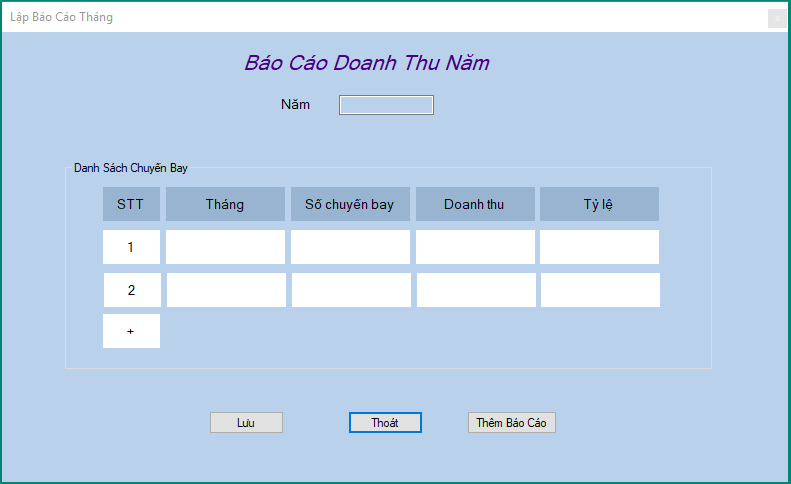 Lập Báo Cáo Tháng
x
Báo Cáo Doanh Thu Năm
Năm
Danh Sách Chuyến Bay
STT Tháng Số chuyến bay Doanh thu Tỷ lệ
1
2
+
Lưu Thoát Thêm Báo Cáo